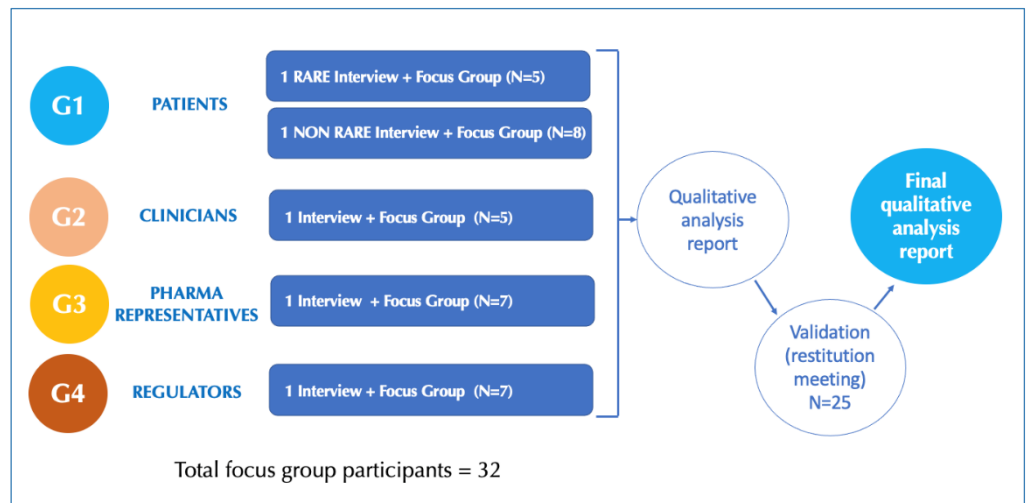 G1
PATIENTS
1 RARE Interview + Focus Group (N=5)
1 NON RARE Interview + Focus Group (N=8)
G2
CLINICIANS
1 Interview + Focus Group (N=5)
G3
PHARMA
REPRESENTATIVES
1 Interview + Focus Group (N=7)
G4
REGULATORS
1 Interview + Focus Group (N=7)
Qualitative
analysis
report
Validation
(restitution
meeting)
N=25
Final
qualitative
analysis
report
Total focus group participants = 32